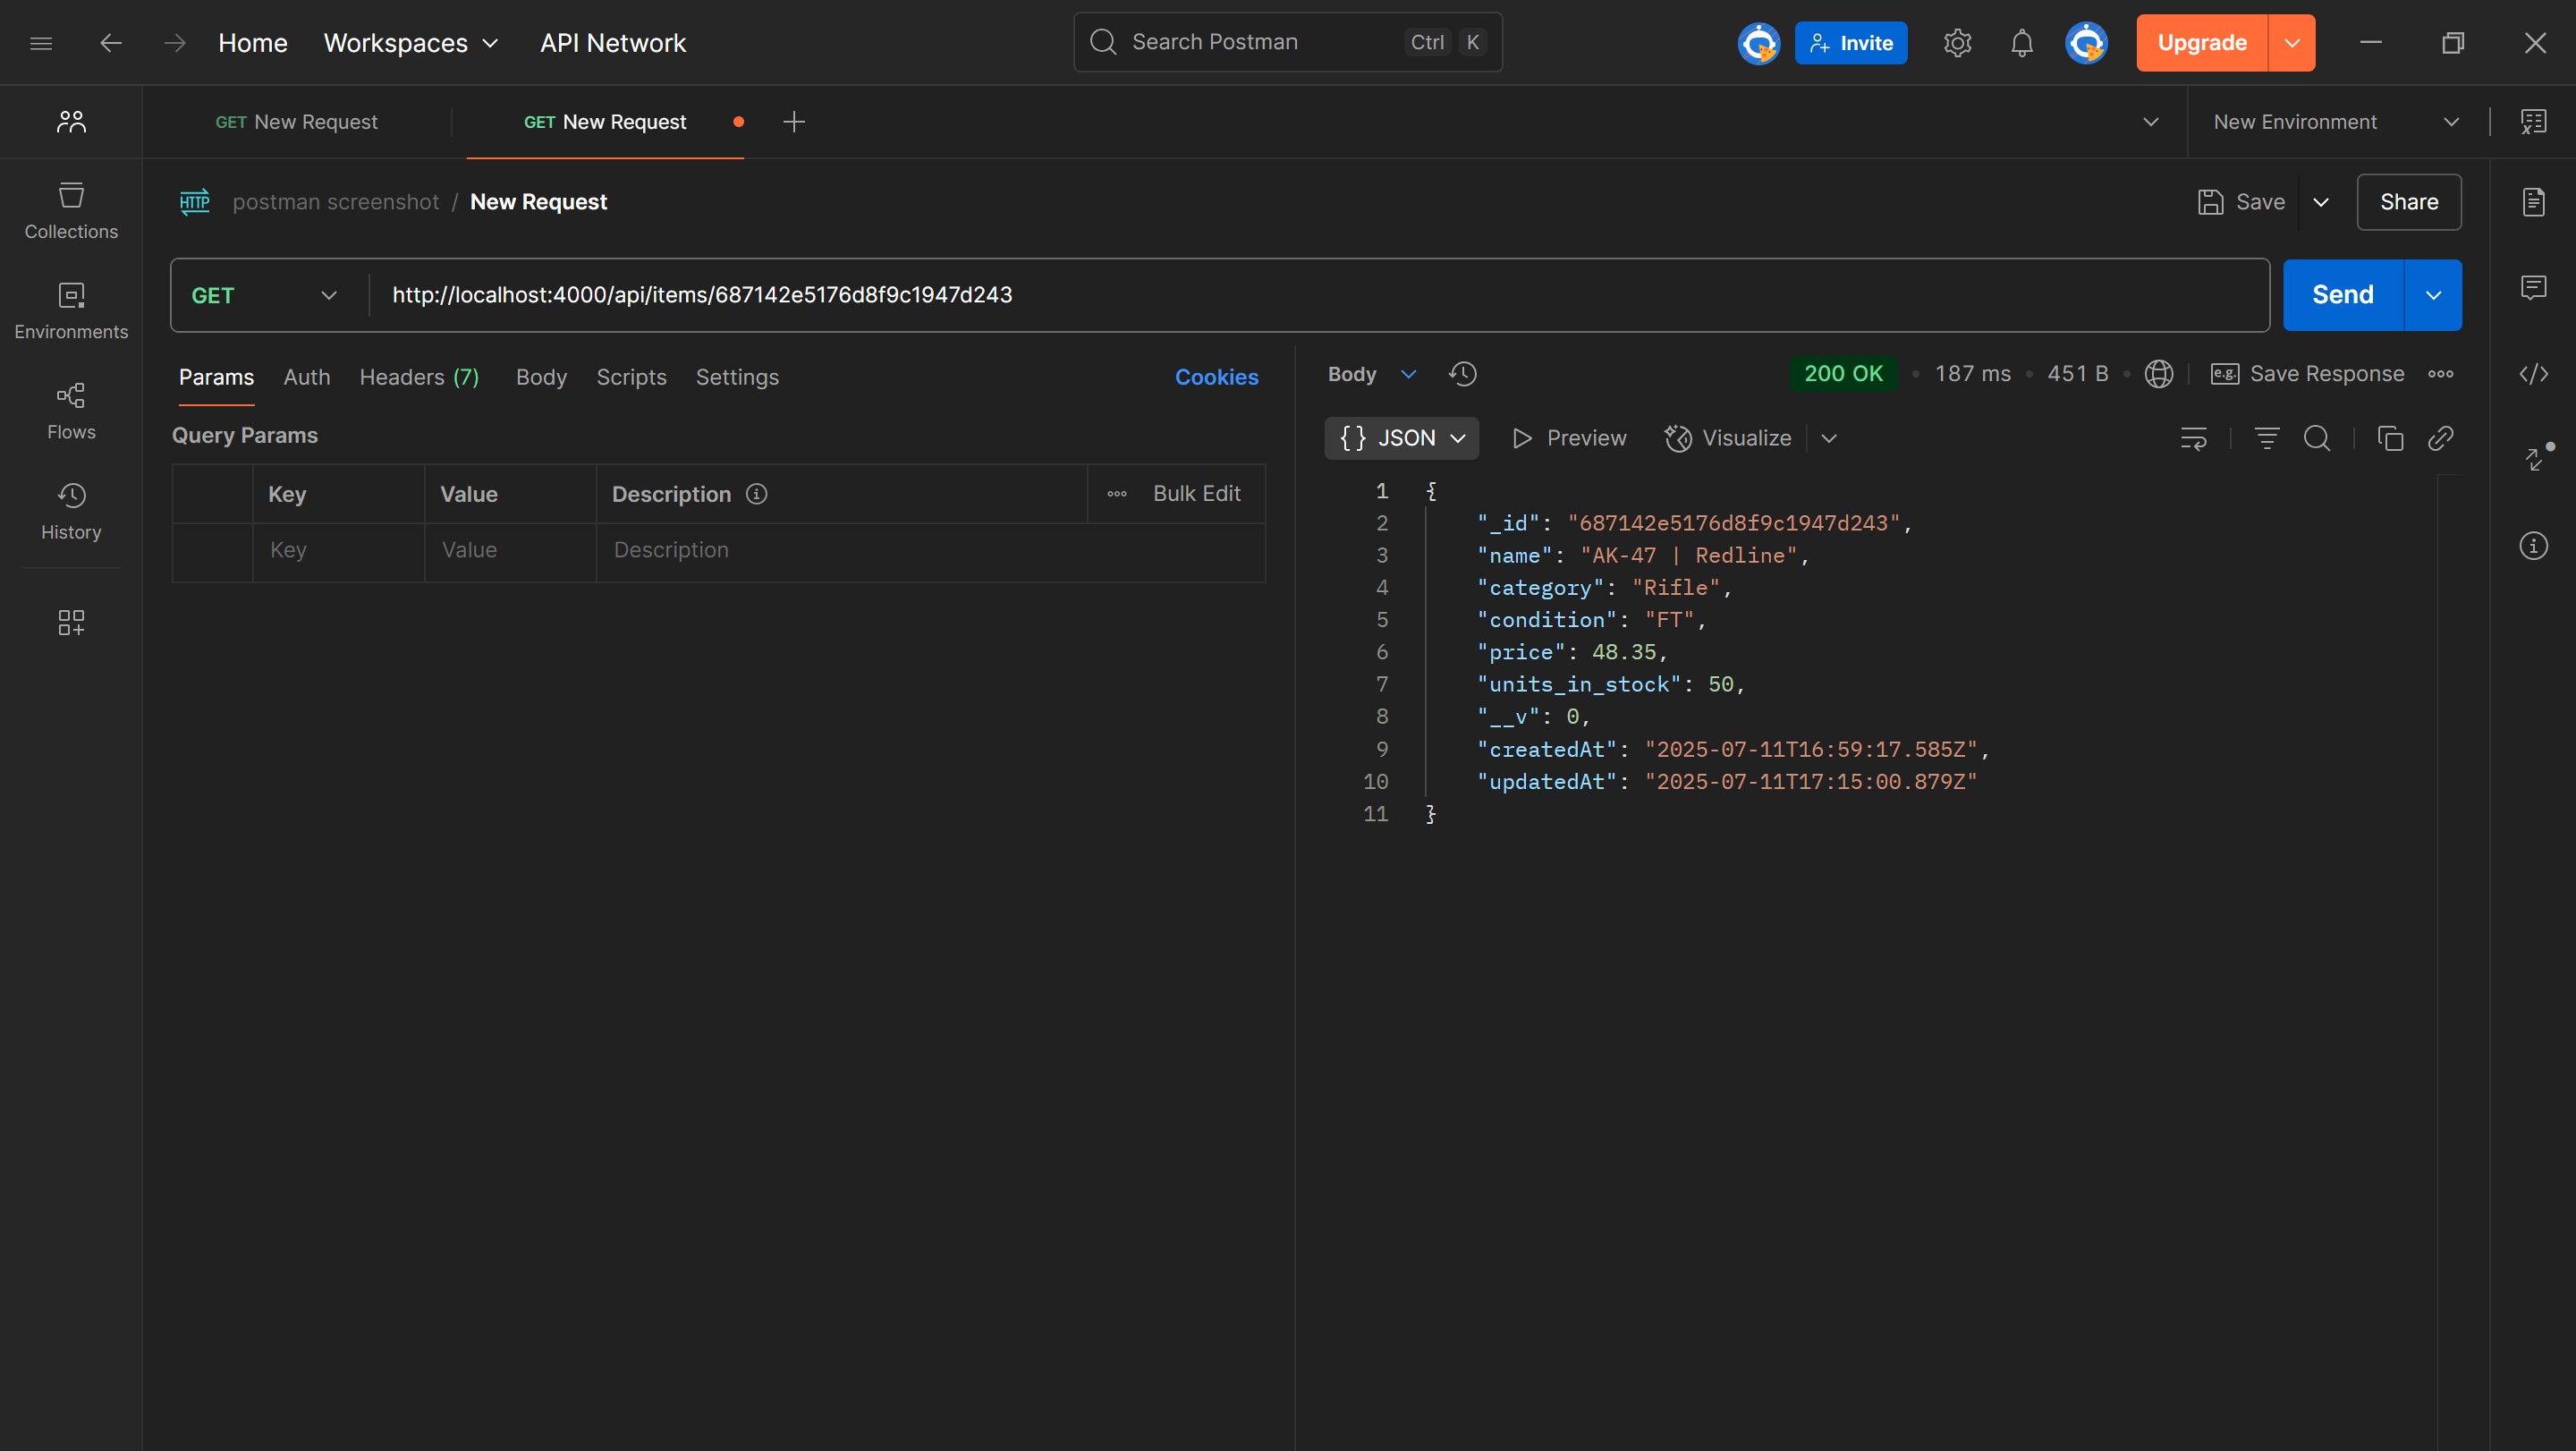 Home Workspaces API Network Search Postman Ctrl K Invite Upgrade
GET New Request GET New Request New Environment
HTTP postman screenshot / New Request Save Share
Collections
Environments
Flows
History
GET http://localhost:4000/api/items/687142e5176d8f9c1947d243 Send
Params Auth Headers (7) Body Scripts Settings Cookies
Query Params
Key Value Description Bulk Edit
Key Value Description
Body 200 OK • 187 ms • 451 B • e.g. Save Response
{} JSON Preview Visualize
1 {
2 "_id": "687142e5176d8f9c1947d243",
3 "name": "AK-47 | Redline",
4 "category": "Rifle",
5 "condition": "FT",
6 "price": 48.35,
7 "units_in_stock": 50,
8 "__v": 0,
9 "createdAt": "2025-07-11T16:59:17.585Z",
10 "updatedAt": "2025-07-11T17:15:00.879Z"
11 }